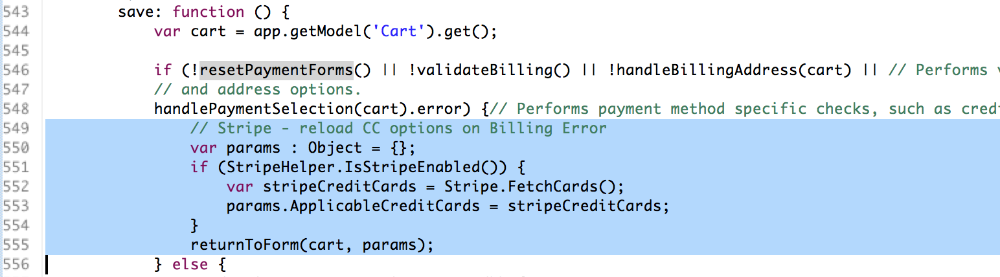 543 save: function () {
544 var cart = app.getModel('Cart').get();
545
546 if (!resetPaymentForms() || !validateBilling() || !handleBillingAddress(cart) || // Performs
547 // and address options.
548 handlePaymentSelection(cart).error) {// Performs payment method specific checks, such as
549 // Stripe - reload CC options on Billing Error
550 var params : Object = {};
551 if (StripeHelper.IsStripeEnabled()) {
552 var stripeCreditCards = Stripe.FetchCards();
553 params.ApplicableCreditCards = stripeCreditCards;
554 }
555 returnToForm(cart, params);
556 } else {